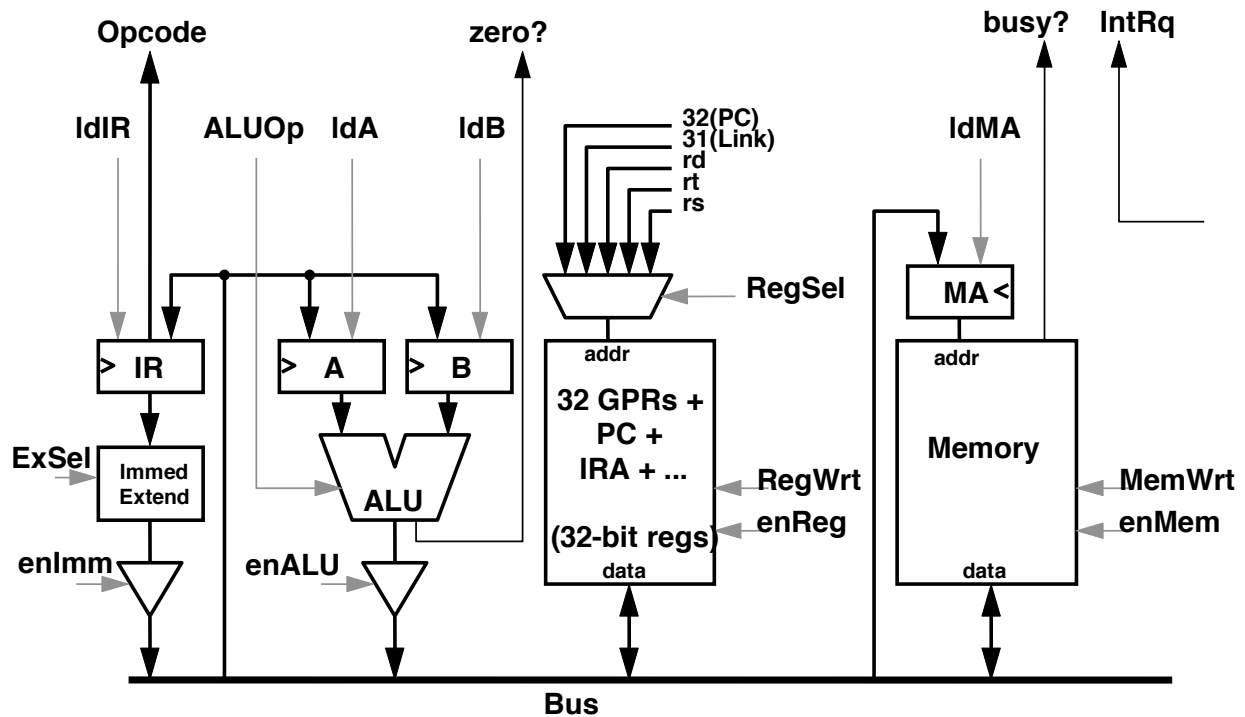 Opcode
zero?
busy?
IntRq
ldIR
ALUOp
ldA
ldB
32(PC)
31(Link)
rd
rt
rs
ldMA
RegSel
MA <
> IR
> A
> B
addr
addr
32 GPRs +
PC +
IRA + ...
(32-bit regs)
data
Memory
data
ExSel
Immed
Extend
ALU
RegWrt
enReg
MemWrt
enMem
enImm
enALU
Bus